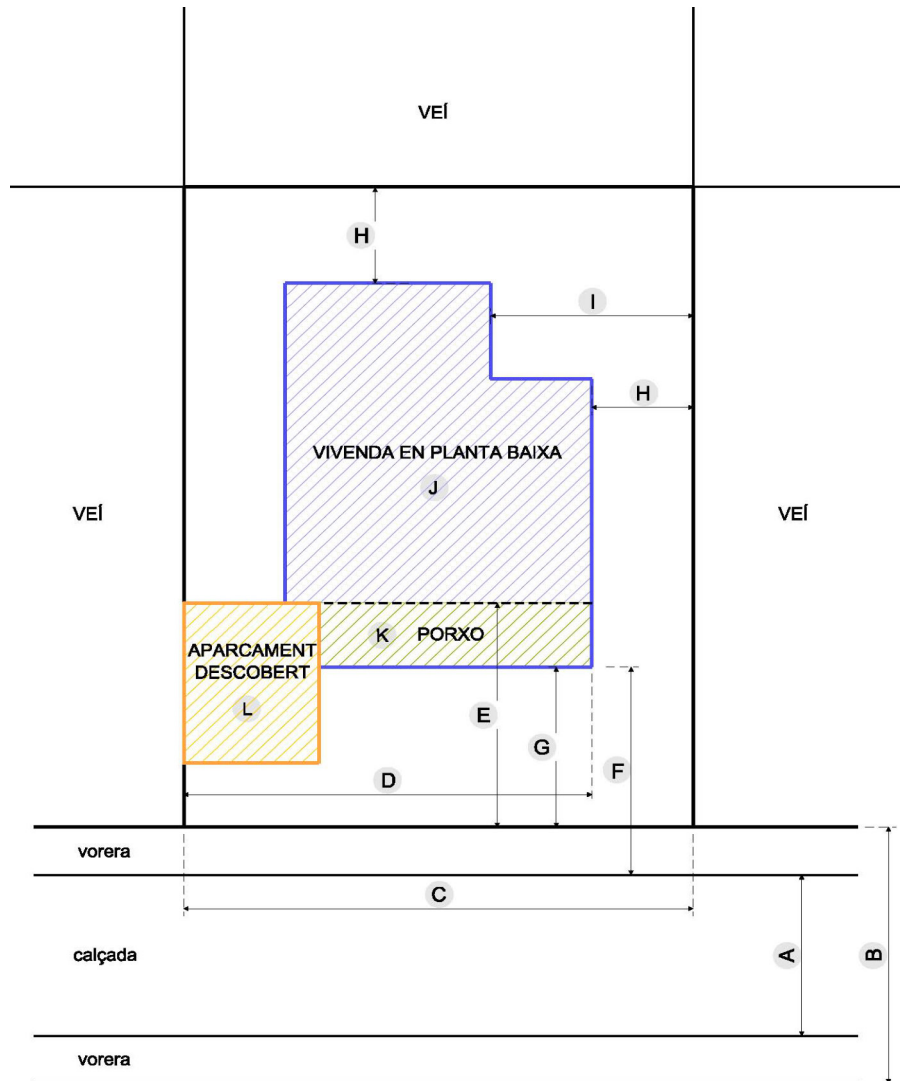 VEÍ
H
I
H
VIVENDA EN PLANTA BAIXA
J
VEÍ
VEÍ
K PORXO
APARCAMENT
DESCOBERT
L
E
G
F
D
vorera
C
calçada
A
B
vorera